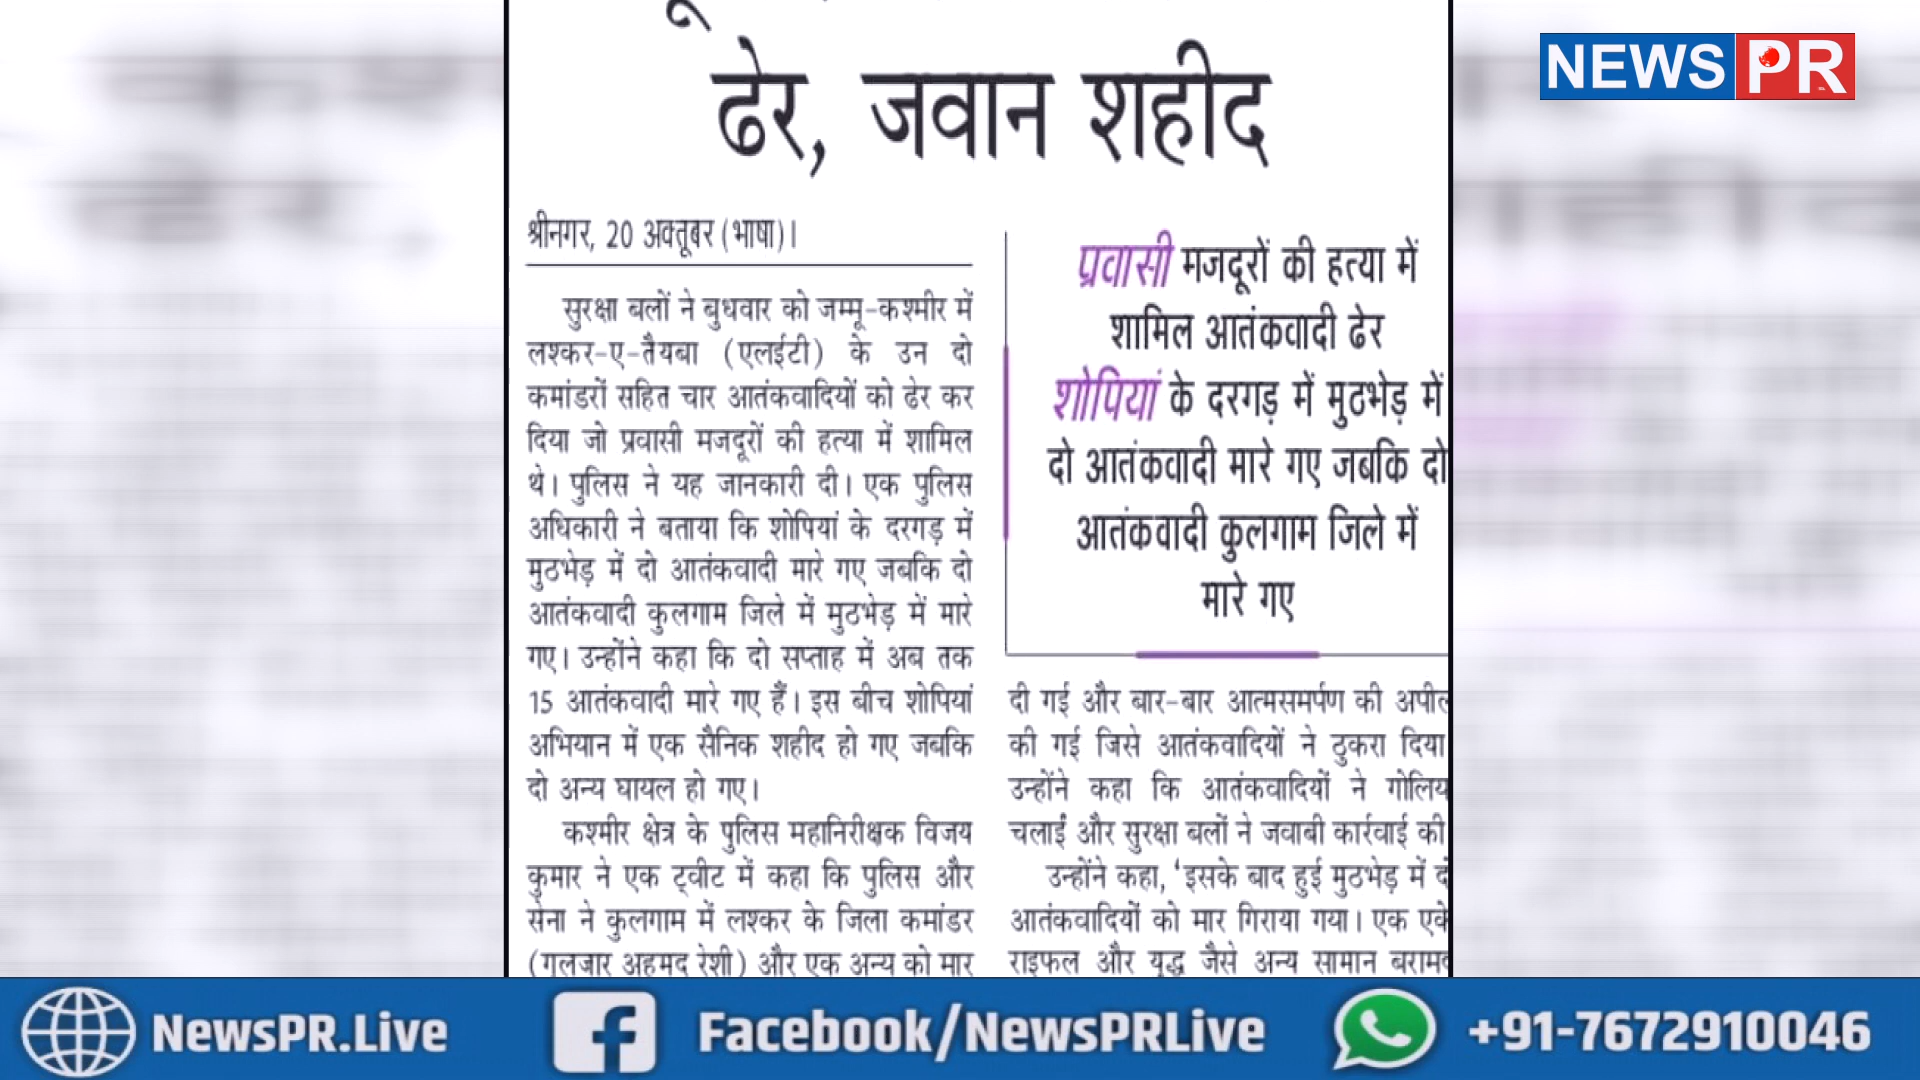 ढेर, जवान शहीद
NEWS PR
श्रीनगर, 20 अक्तूबर (भाषा)।
सुरक्षा बलों ने बुधवार को जम्मू-कश्मीर में
लश्कर-ए-तैयबा (एलईटी) के उन दो
कमांडरों सहित चार आतंकवादियों को ढेर कर
दिया जो प्रवासी मजदूरों की हत्या में शामिल
थे। पुलिस ने यह जानकारी दी। एक पुलिस
अधिकारी ने बताया कि शोपियां के दरगड़ में
मुठभेड़ में दो आतंकवादी मारे गए जबकि दो
आतंकवादी कुलगाम जिले में मुठभेड़ में मारे
गए। उन्होंने कहा कि दो सप्ताह में अब तक
15 आतंकवादी मारे गए हैं। इस बीच शोपियां
अभियान में एक सैनिक शहीद हो गए जबकि
दो अन्य घायल हो गए।
कश्मीर क्षेत्र के पुलिस महानिरीक्षक विजय
कुमार ने एक ट्वीट में कहा कि पुलिस और
सेना ने कुलगाम में लश्कर के जिला कमांडर
(गुलजार अहमद रेशी) और एक अन्य को मार
प्रवासी मजदूरों की हत्या में
शामिल आतंकवादी ढेर
शोपियां के दरगड़ में मुठभेड़ में
दो आतंकवादी मारे गए जबकि दो
आतंकवादी कुलगाम जिले में
मारे गए
दी गई और बार-बार आत्मसमर्पण की
की गई जिसे आतंकवादियों ने ठुकरा दिया
उन्होंने कहा कि आतंकवादियों ने
चलाईं और सुरक्षा बलों ने जवाबी कार्रवाई की
उन्होंने कहा, 'इसके बाद हुई मुठभेड़ में
आतंकवादियों को मार गिराया गया। एक
राइफल और युद्ध जैसे अन्य सामान
NewsPR.Live Facebook/NewsPRLive +91-7672910046